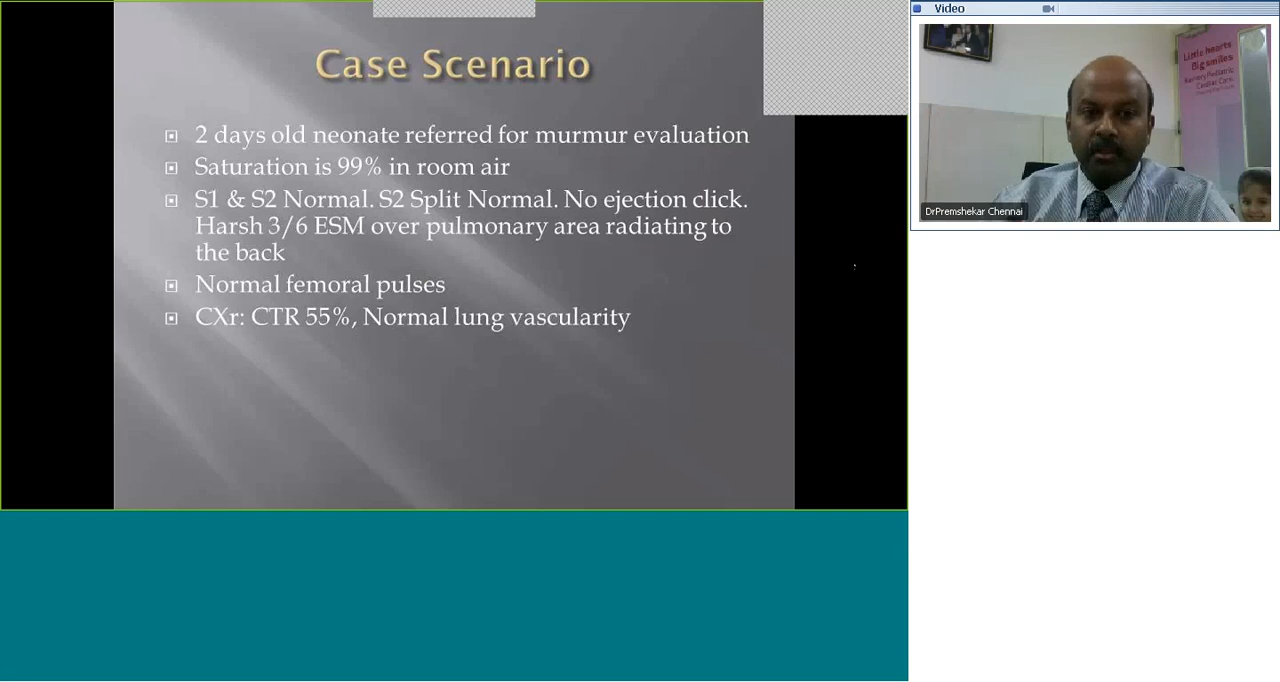 Case Scenario
2 days old neonate referred for murmur evaluation
Saturation is 99% in room air
S1 & S2 Normal. S2 Split Normal. No ejection click.
Harsh 3/6 ESM over pulmonary area radiating to
the back
Normal femoral pulses
CXr: CTR 55%, Normal lung vascularity
Video
Little hearts
Big smiles
DrPremshekar Chennai